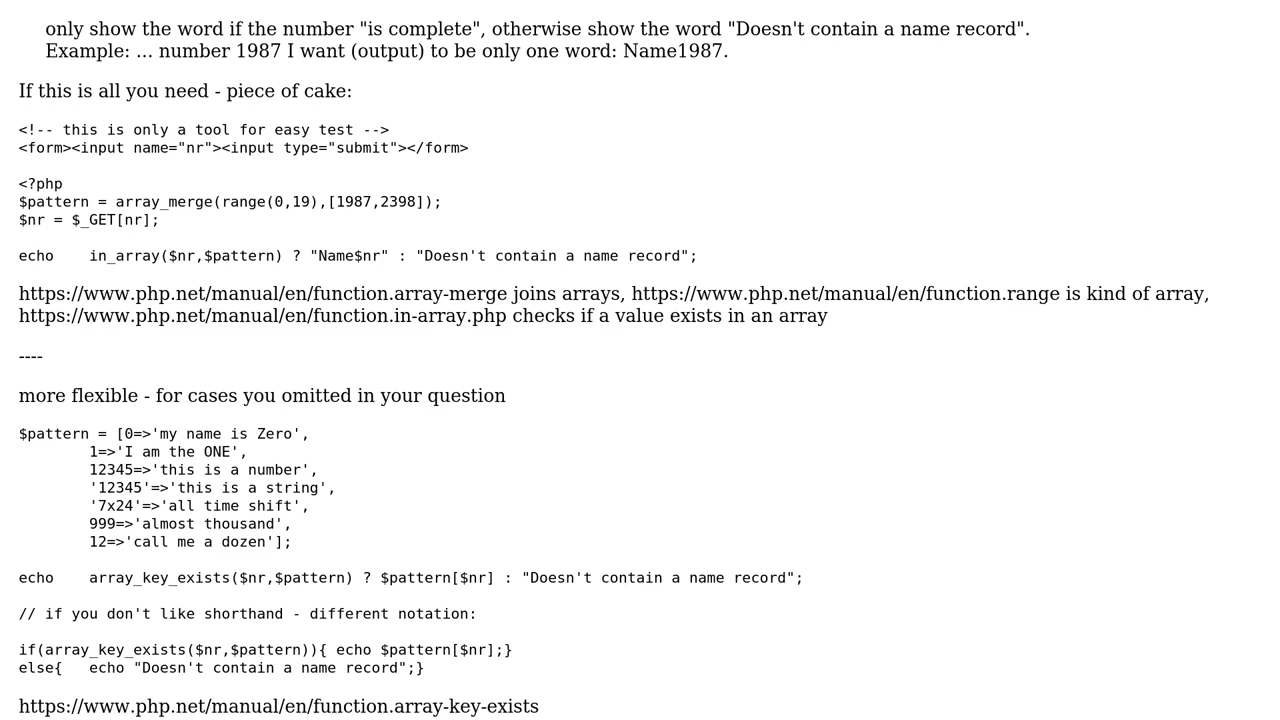 only show the word if the number "is complete", otherwise show the word "Doesn't contain a name record".
Example: ... number 1987 I want (output) to be only one word: Name1987.
If this is all you need - piece of cake:
<!-- this is only a tool for easy test -->
<form><input name="nr"><input type="submit"></form>
<?php
$pattern = array_merge(range(0,19),[1987,2398]);
$nr = $_GET[nr];
echo    in_array($nr,$pattern) ? "Name$nr" : "Doesn't contain a name record";
https://www.php.net/manual/en/function.array-merge joins arrays, https://www.php.net/manual/en/function.range is kind of array,
https://www.php.net/manual/en/function.in-array.php checks if a value exists in an array
----
more flexible - for cases you omitted in your question
$pattern = [0=>'my name is Zero',
        1=>'I am the ONE',
        12345=>'this is a number',
        '12345'=>'this is a string',
        '7x24'=>'all time shift',
        999=>'almost thousand',
        12=>'call me a dozen'];
echo    array_key_exists($nr,$pattern) ? $pattern[$nr] : "Doesn't contain a name record";
// if you don't like shorthand - different notation:
if(array_key_exists($nr,$pattern)){ echo $pattern[$nr];}
else{   echo "Doesn't contain a name record";}
https://www.php.net/manual/en/function.array-key-exists